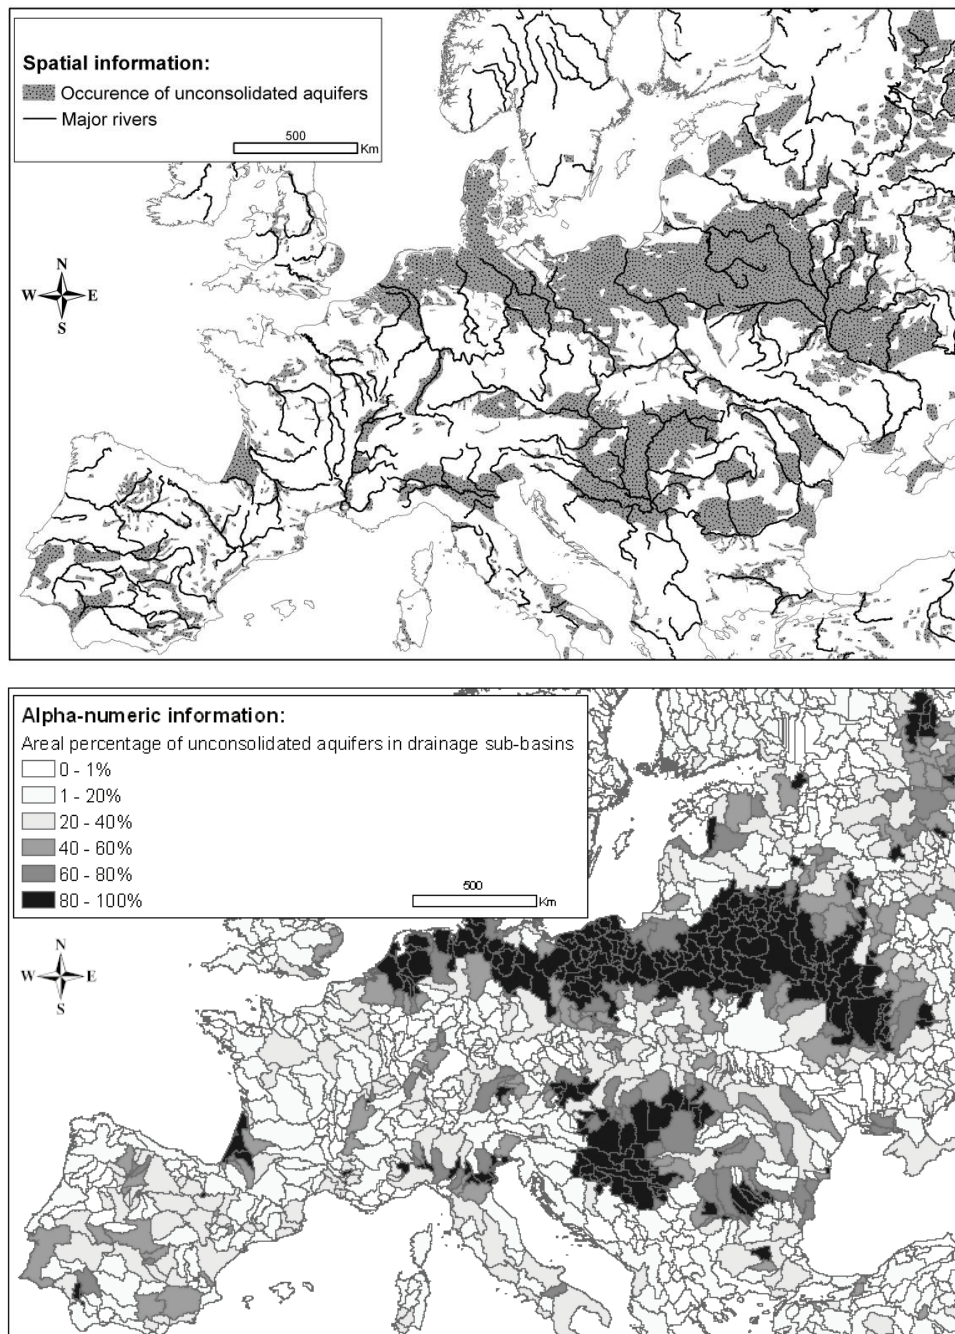 Spatial information:
Occurence of unconsolidated aquifers
Major rivers
500
Km
N
W E
S
Alpha-numeric information:
Areal percentage of unconsolidated aquifers in drainage sub-basins
0 - 1%
1 - 20%
20 - 40%
40 - 60%
60 - 80%
80 - 100%
500
Km
N
W E
S